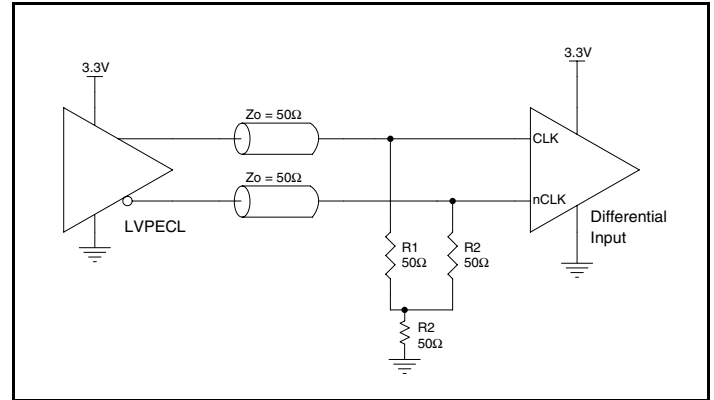 3.3V
3.3V
Zo = 50Ω
CLK
Zo = 50Ω
nCLK
LVPECL
Differential
Input
R1
50Ω
R2
50Ω
R2
50Ω